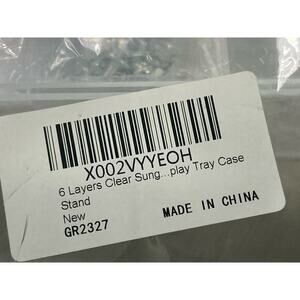 X002VYYEOH
6 Layers Clear Sung...play Tray Case
Stand
New
GR2327
MADE IN CHINA